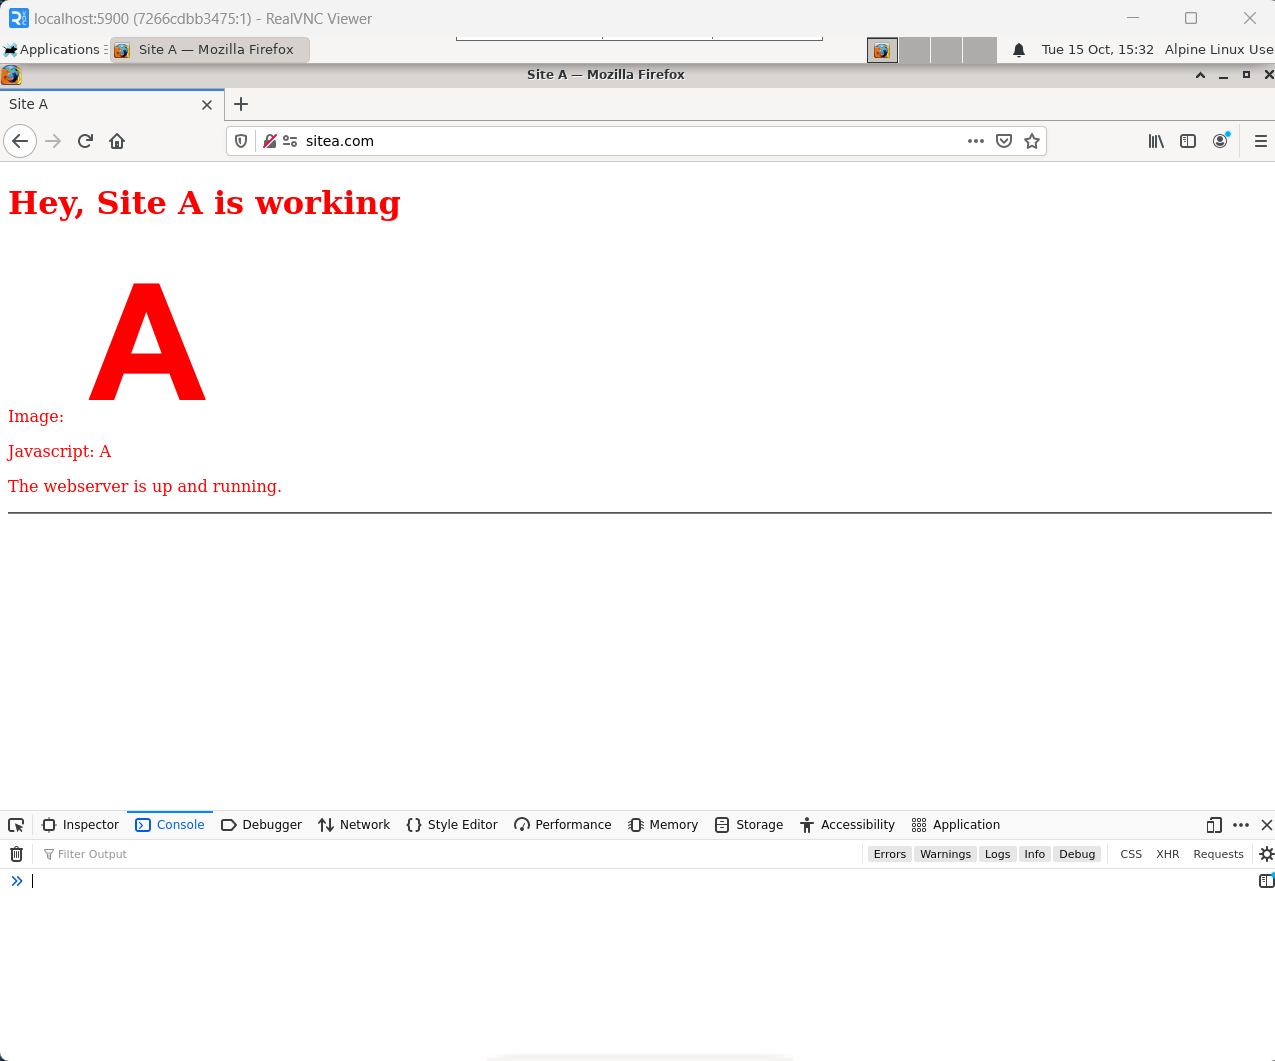 localhost:5900 (7266cdbb3475:1) - RealVNC Viewer
Applications Site A — Mozilla Firefox Tue 15 Oct, 15:32 Alpine Linux Use
Site A — Mozilla Firefox
Site A
sitea.com
Hey, Site A is working
A
Image:
Javascript: A
The webserver is up and running.
Inspector Console Debugger Network Style Editor Performance Memory Storage Accessibility Application
Filter Output Errors Warnings Logs Info Debug CSS XHR Requests